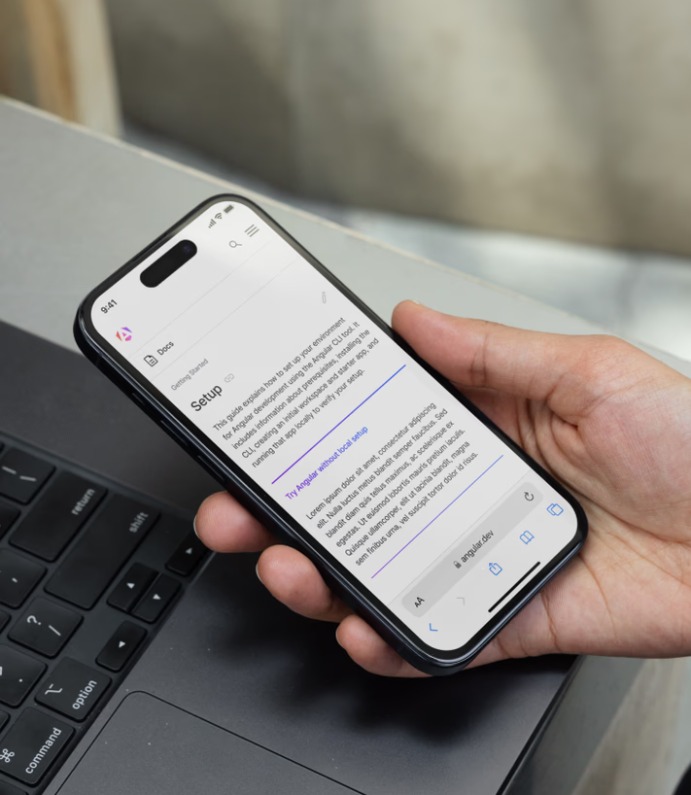 9:41
Docs
Getting Started
Setup
This guide explains how to set up your environment
for Angular development using the Angular CLI tool. It
includes information about prerequisites, installing the
CLI, creating an initial workspace and starter app, and
running that app locally to verify your setup.
Try Angular without local setup
Lorem ipsum dolor sit amet, consectetur adipiscing
elit. Nulla luctus metus blandit semper faucibus. Sed
blandit diam quis tellus maximus, ac scelerisque ex
egestas. Ut euismod lobortis mauris pretium iaculis.
Quisque ullamcorper, elit ut lacinia blandit, magna
sem finibus urna, vel suscipit tortor dolor id risus.
AA angular.dev
return
shift
? /
option
command